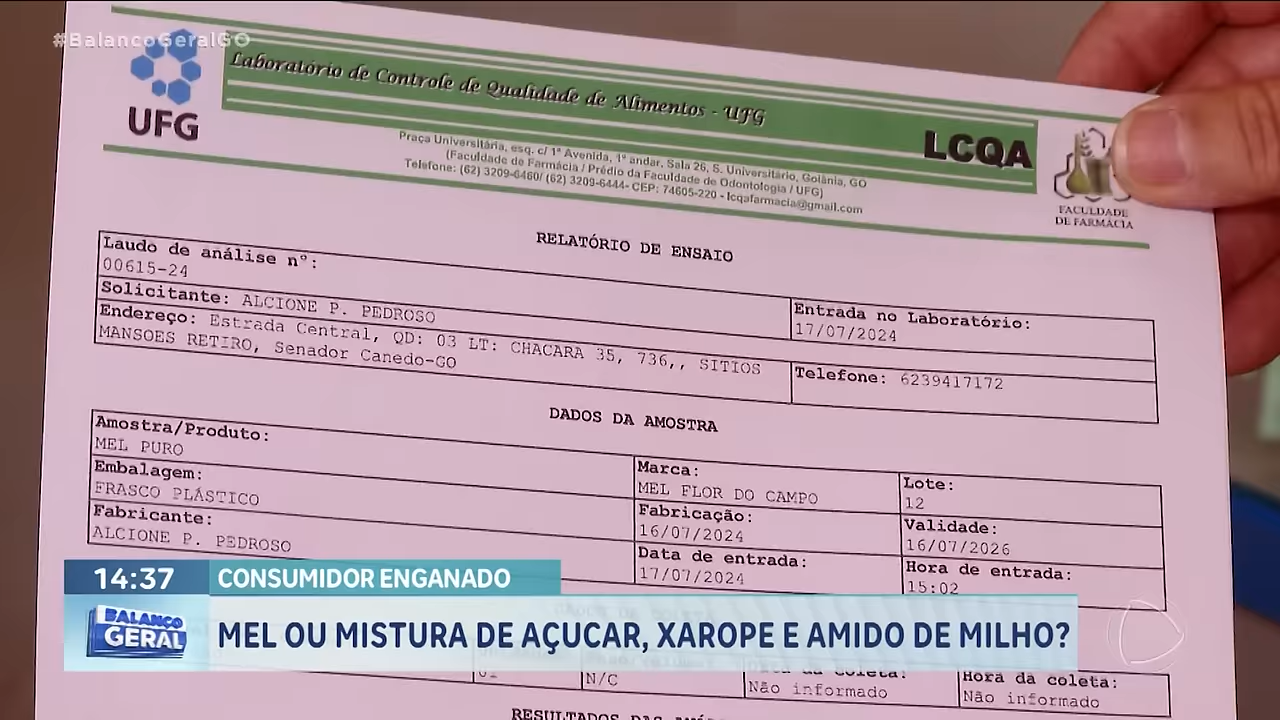 #BalancoGeralGO
UFG
Laboratório de Controle de Qualidade de Alimentos - UFG
LCQA
Praça Universitária, esq. c/ 1ª Avenida, 1º andar, Sala 26, S. Universitário, Goiânia, GO
(Faculdade de Farmácia / Prédio da Faculdade de Odontologia / UFG)
Telefone: (62) 3209-6460/ (62) 3209-6444- CEP: 74605-220 - lcqafarmacia@gmail.com
FACULDADE
DE FARMÁCIA
RELATÓRIO DE ENSAIO
Laudo de análise nº:
00615-24
Entrada no Laboratório:
17/07/2024
Solicitante: ALCIONE P. PEDROSO
Endereço: Estrada Central, QD: 03 LT: CHACARA 35, 736,, SITIOS
MANSOES RETIRO, Senador Canedo-GO
Telefone: 6239417172
DADOS DA AMOSTRA
Amostra/Produto:
MEL PURO
Marca:
MEL FLOR DO CAMPO
Lote:
12
Embalagem:
FRASCO PLÁSTICO
Fabricação:
16/07/2024
Validade:
16/07/2026
Fabricante:
ALCIONE P. PEDROSO
Data de entrada:
17/07/2024
Hora de entrada:
15:02
14:37
CONSUMIDOR ENGANADO
BALANÇO
GERAL
MEL OU MISTURA DE AÇUCAR, XAROPE E AMIDO DE MILHO?
N/C
Não informado
Hora da coleta:
Não informado
RESULTADOS DAS